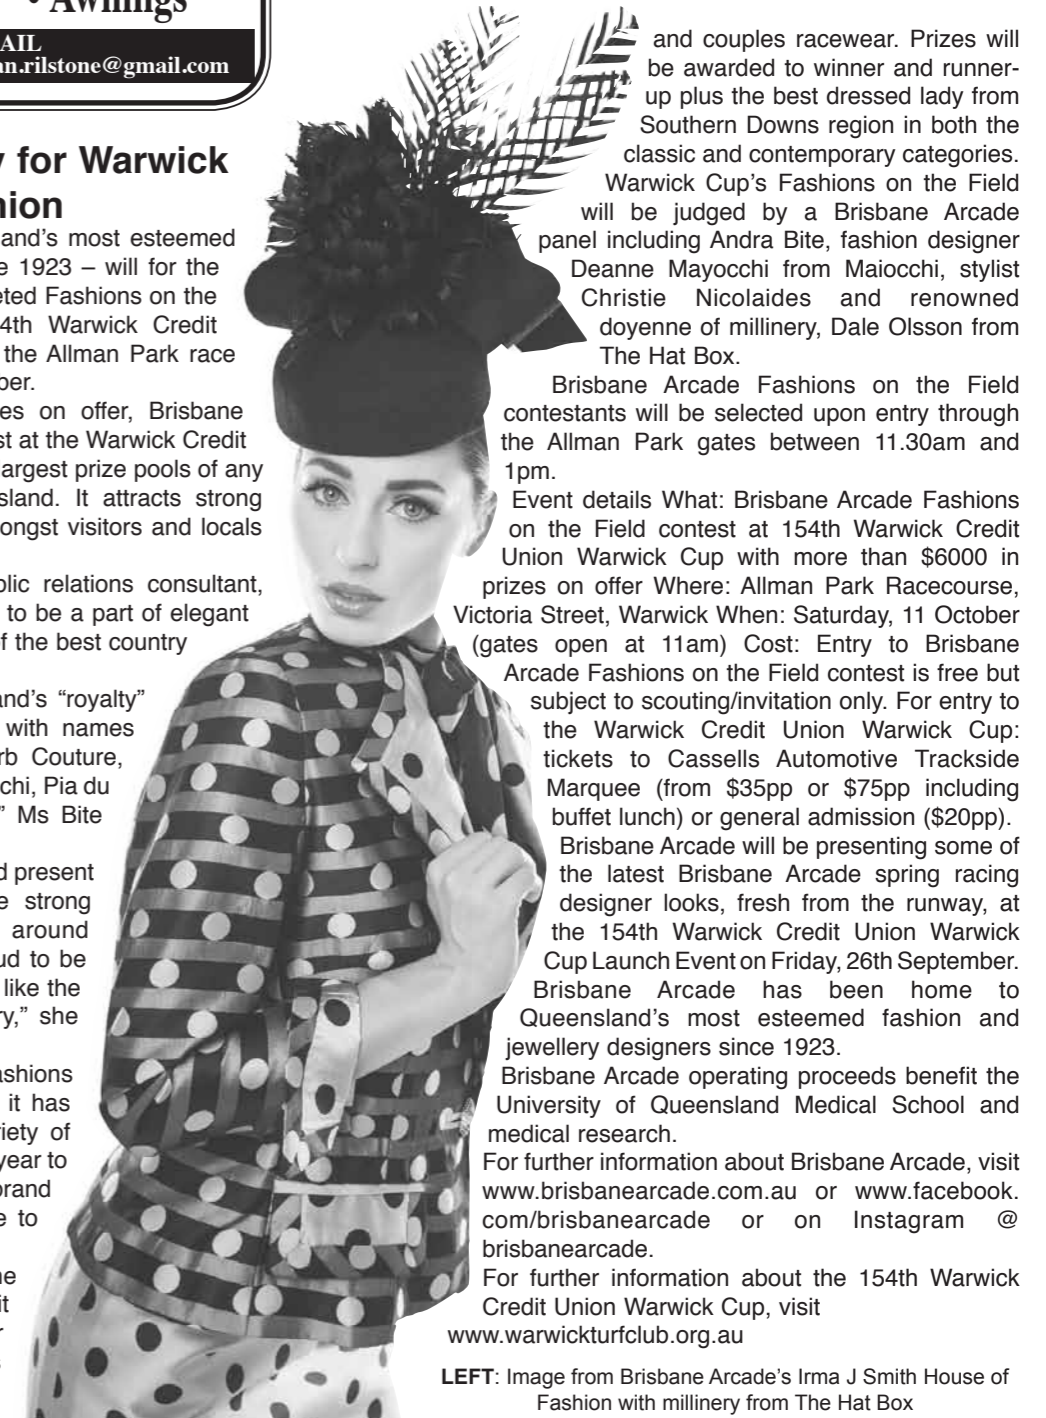 • Awnings
AIL
an.rilstone@gmail.com
for Warwick
and's most esteemed
1923 – will for the
Fashions on the
4th Warwick Credit
the Allman Park race
es on offer, Brisbane
st at the Warwick Credit
largest prize pools of any
sland. It attracts strong
ongst visitors and locals
blic relations consultant,
to be a part of elegant
of the best country
and's “royalty”
with names
rb Couture,
chi, Pia du
” Ms Bite
d present
e strong
around
ud to be
like the
ry,” she
ashions
it has
riety of
year to
brand
e to
ne
it
r
and couples racewear. Prizes will
be awarded to winner and runner-
up plus the best dressed lady from
Southern Downs region in both the
classic and contemporary categories.
Warwick Cup's Fashions on the Field
will be judged by a Brisbane Arcade
panel including Andra Bite, fashion designer
Deanne Mayocchi from Maiocchi, stylist
Christie Nicolaides and renowned
doyenne of millinery, Dale Olsson from
The Hat Box.
Brisbane Arcade Fashions on the Field
contestants will be selected upon entry through
the Allman Park gates between 11.30am and
1pm.
Event details What: Brisbane Arcade Fashions
on the Field contest at 154th Warwick Credit
Union Warwick Cup with more than $6000 in
prizes on offer Where: Allman Park Racecourse,
Victoria Street, Warwick When: Saturday, 11 October
(gates open at 11am) Cost: Entry to Brisbane
Arcade Fashions on the Field contest is free but
subject to scouting/invitation only. For entry to
the Warwick Credit Union Warwick Cup:
tickets to Cassells Automotive Trackside
Marquee (from $35pp or $75pp including
buffet lunch) or general admission ($20pp).
Brisbane Arcade will be presenting some of
the latest Brisbane Arcade spring racing
designer looks, fresh from the runway, at
the 154th Warwick Credit Union Warwick
Cup Launch Event on Friday, 26th September.
Brisbane Arcade has been home to
Queensland's most esteemed fashion and
jewellery designers since 1923.
Brisbane Arcade operating proceeds benefit the
University of Queensland Medical School and
medical research.
For further information about Brisbane Arcade, visit
www.brisbanearcade.com.au or www.facebook.
com/brisbanearcade or on Instagram @
brisbanearcade.
For further information about the 154th Warwick
Credit Union Warwick Cup, visit
www.warwickturfclub.org.au
LEFT: Image from Brisbane Arcade's Irma J Smith House of
Fashion with millinery from The Hat Box